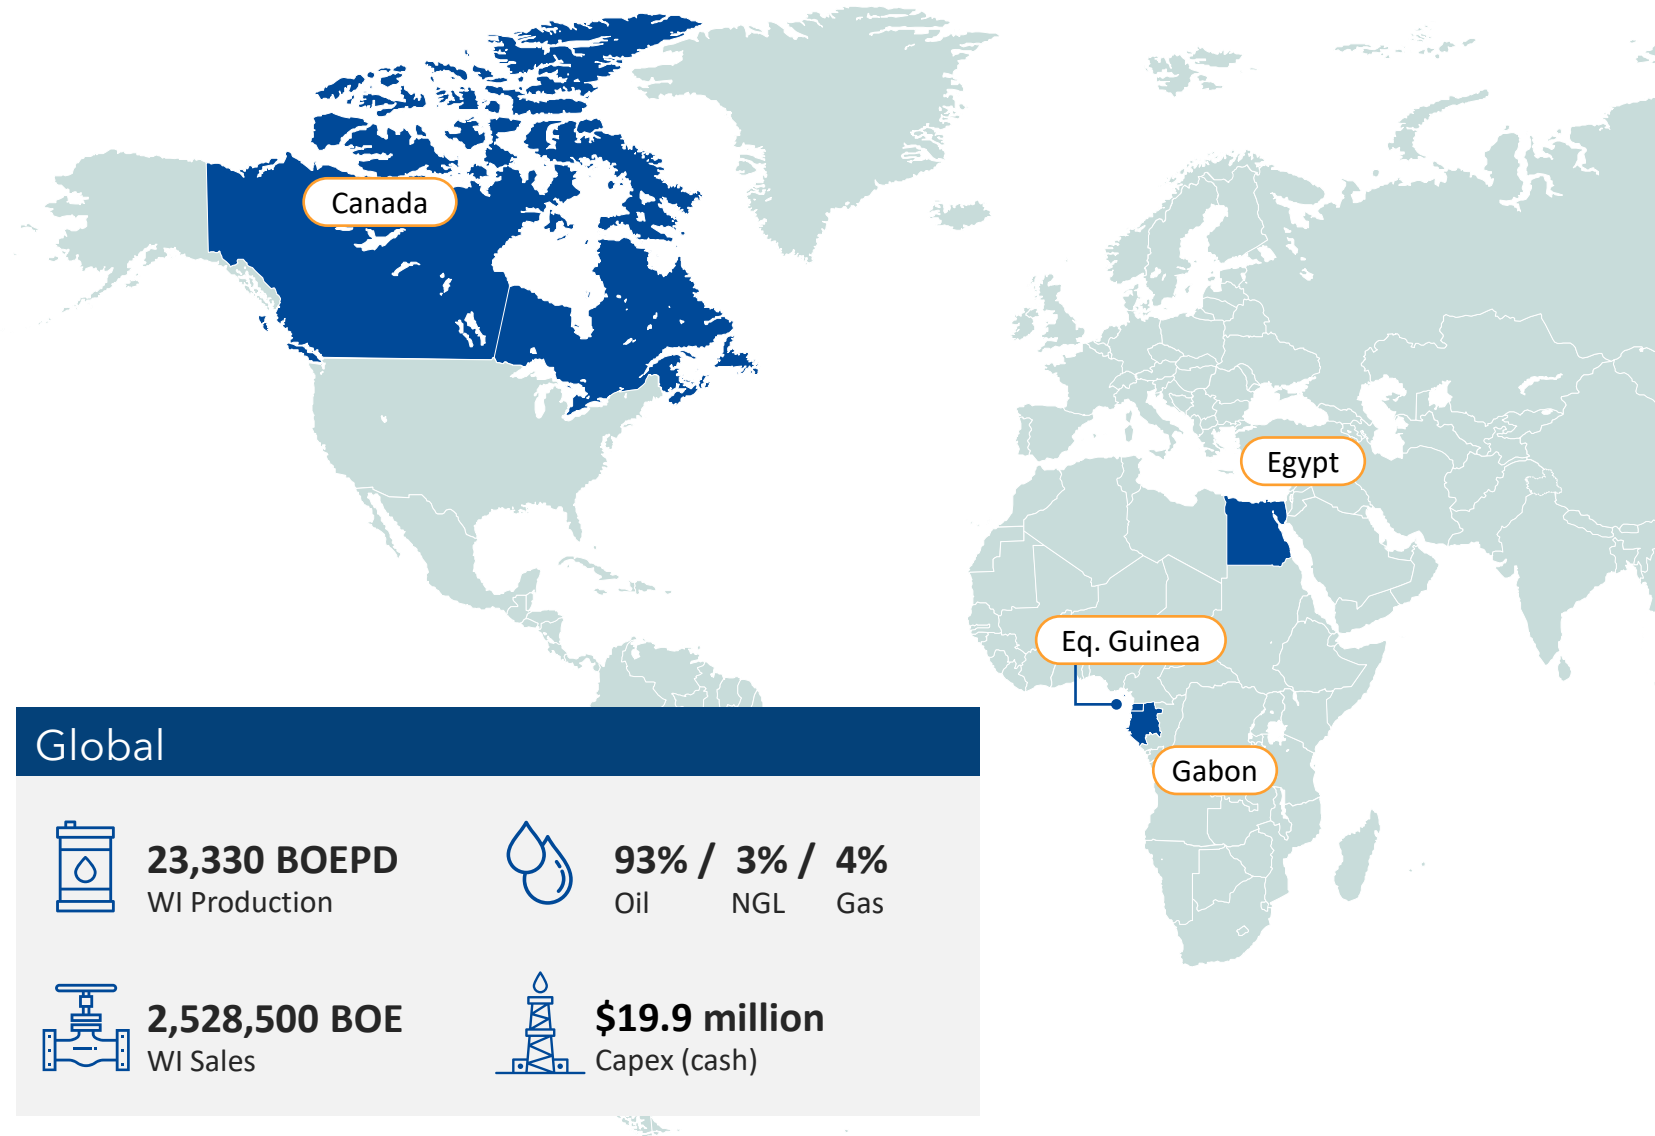 Canada
Egypt
Eq. Guinea
Gabon
Global
23,330 BOEPD
WI Production
93% / 3% / 4%
Oil NGL Gas
2,528,500 BOE
WI Sales
$19.9 million
Capex (cash)